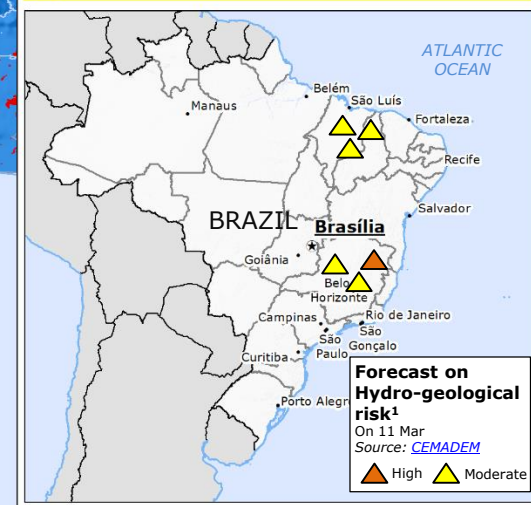 ATLANTIC
OCEAN
Belém
São Luís
Manaus
Fortaleza
Recife
Salvador
BRAZIL
Brasília
Goiânia
Belo
Horizonte
Rio de Janeiro
Campinas
São
Paulo
São
Gonçalo
Curitiba
Porto Alegre
Forecast on
Hydro-geological
risk¹
On 11 Mar
Source: CEMADEM
High
Moderate